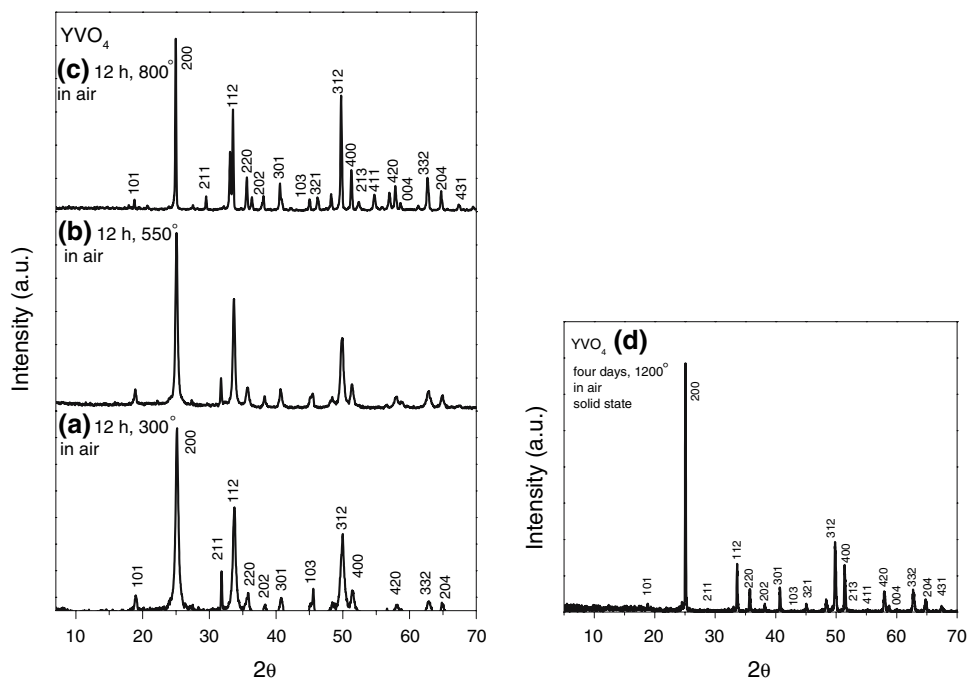 YVO4
(c) 12 h, 800°
in air
101
200
211
112
220
202
301
103
321
312
400
213
411
420
004
332
204
431
(b) 12 h, 550°
in air
(a) 12 h, 300°
in air
101
200
211
112
220
202
301
103
312
400
420
332
204
10 20 30 40 50 60 70
2θ
Intensity (a.u.)
YVO4 (d)
four days, 1200°
in air
solid state
101
200
211
112
220
202
301
103
321
312
400
213
411
420
004
332
204
431
10 20 30 40 50 60 70
2θ
Intensity (a.u.)